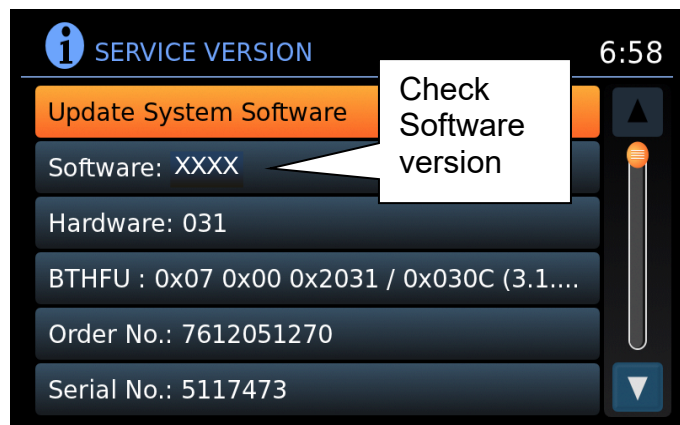 SERVICE VERSION
6:58
Update System Software
Check
Software
version
Software: XXXX
Hardware: 031
BTHFU : 0x07 0x00 0x2031 / 0x030C (3.1....
Order No.: 7612051270
Serial No.: 5117473